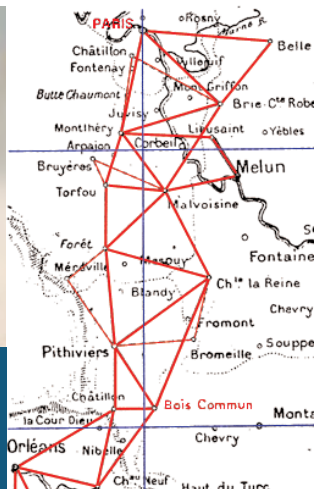 PARIS
Rosny
Marne R.
Châtillon
Belle
Fontenay
Villejuif
Mont Griffon
Butte Chaumont
Brie-Cte Robe
Juvisy
Montlhéry
Lieusaint
Yèbles
Corbeil
Arpajon
Bruyéres
Melun
Torfou
Malvoisine
Forêt
Fontaine
Méréville
Mespuy
Chle la Reine
Blandy
Chevry
Fromont
Pithiviers
Souppe
Bromeille
Châtillon
Bois Commun
Monta
la Cour Dieu
Chevry
Orléans
Nibelle
Chau Neuf
Haut du Turc